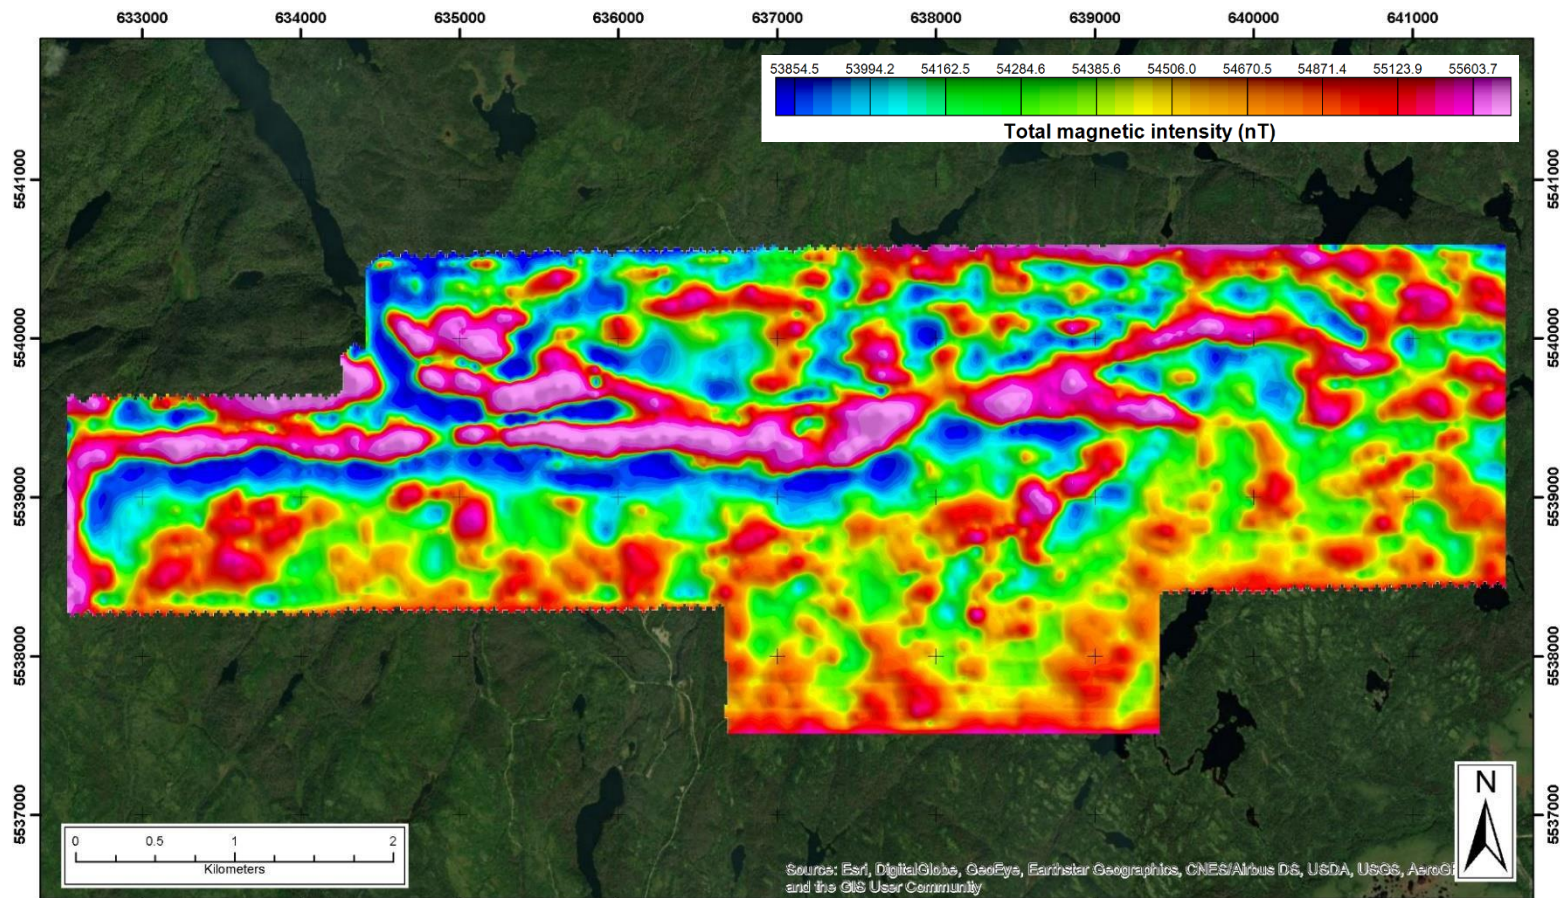 633000 634000 635000 636000 637000 638000 639000 640000 641000
53854.5 53994.2 54162.5 54284.6 54385.6 54506.0 54670.5 54871.4 55123.9 55603.7
Total magnetic intensity (nT)
5541000 5541000
5540000 5540000
5539000 5539000
5538000 5538000
5537000 5537000
N
0 0.5 1 2
Kilometers
Source: Esri, DigitalGlobe, GeoEye, Earthstar Geographics, CNES/Airbus DS, USDA, USGS,
and the GIS User Community